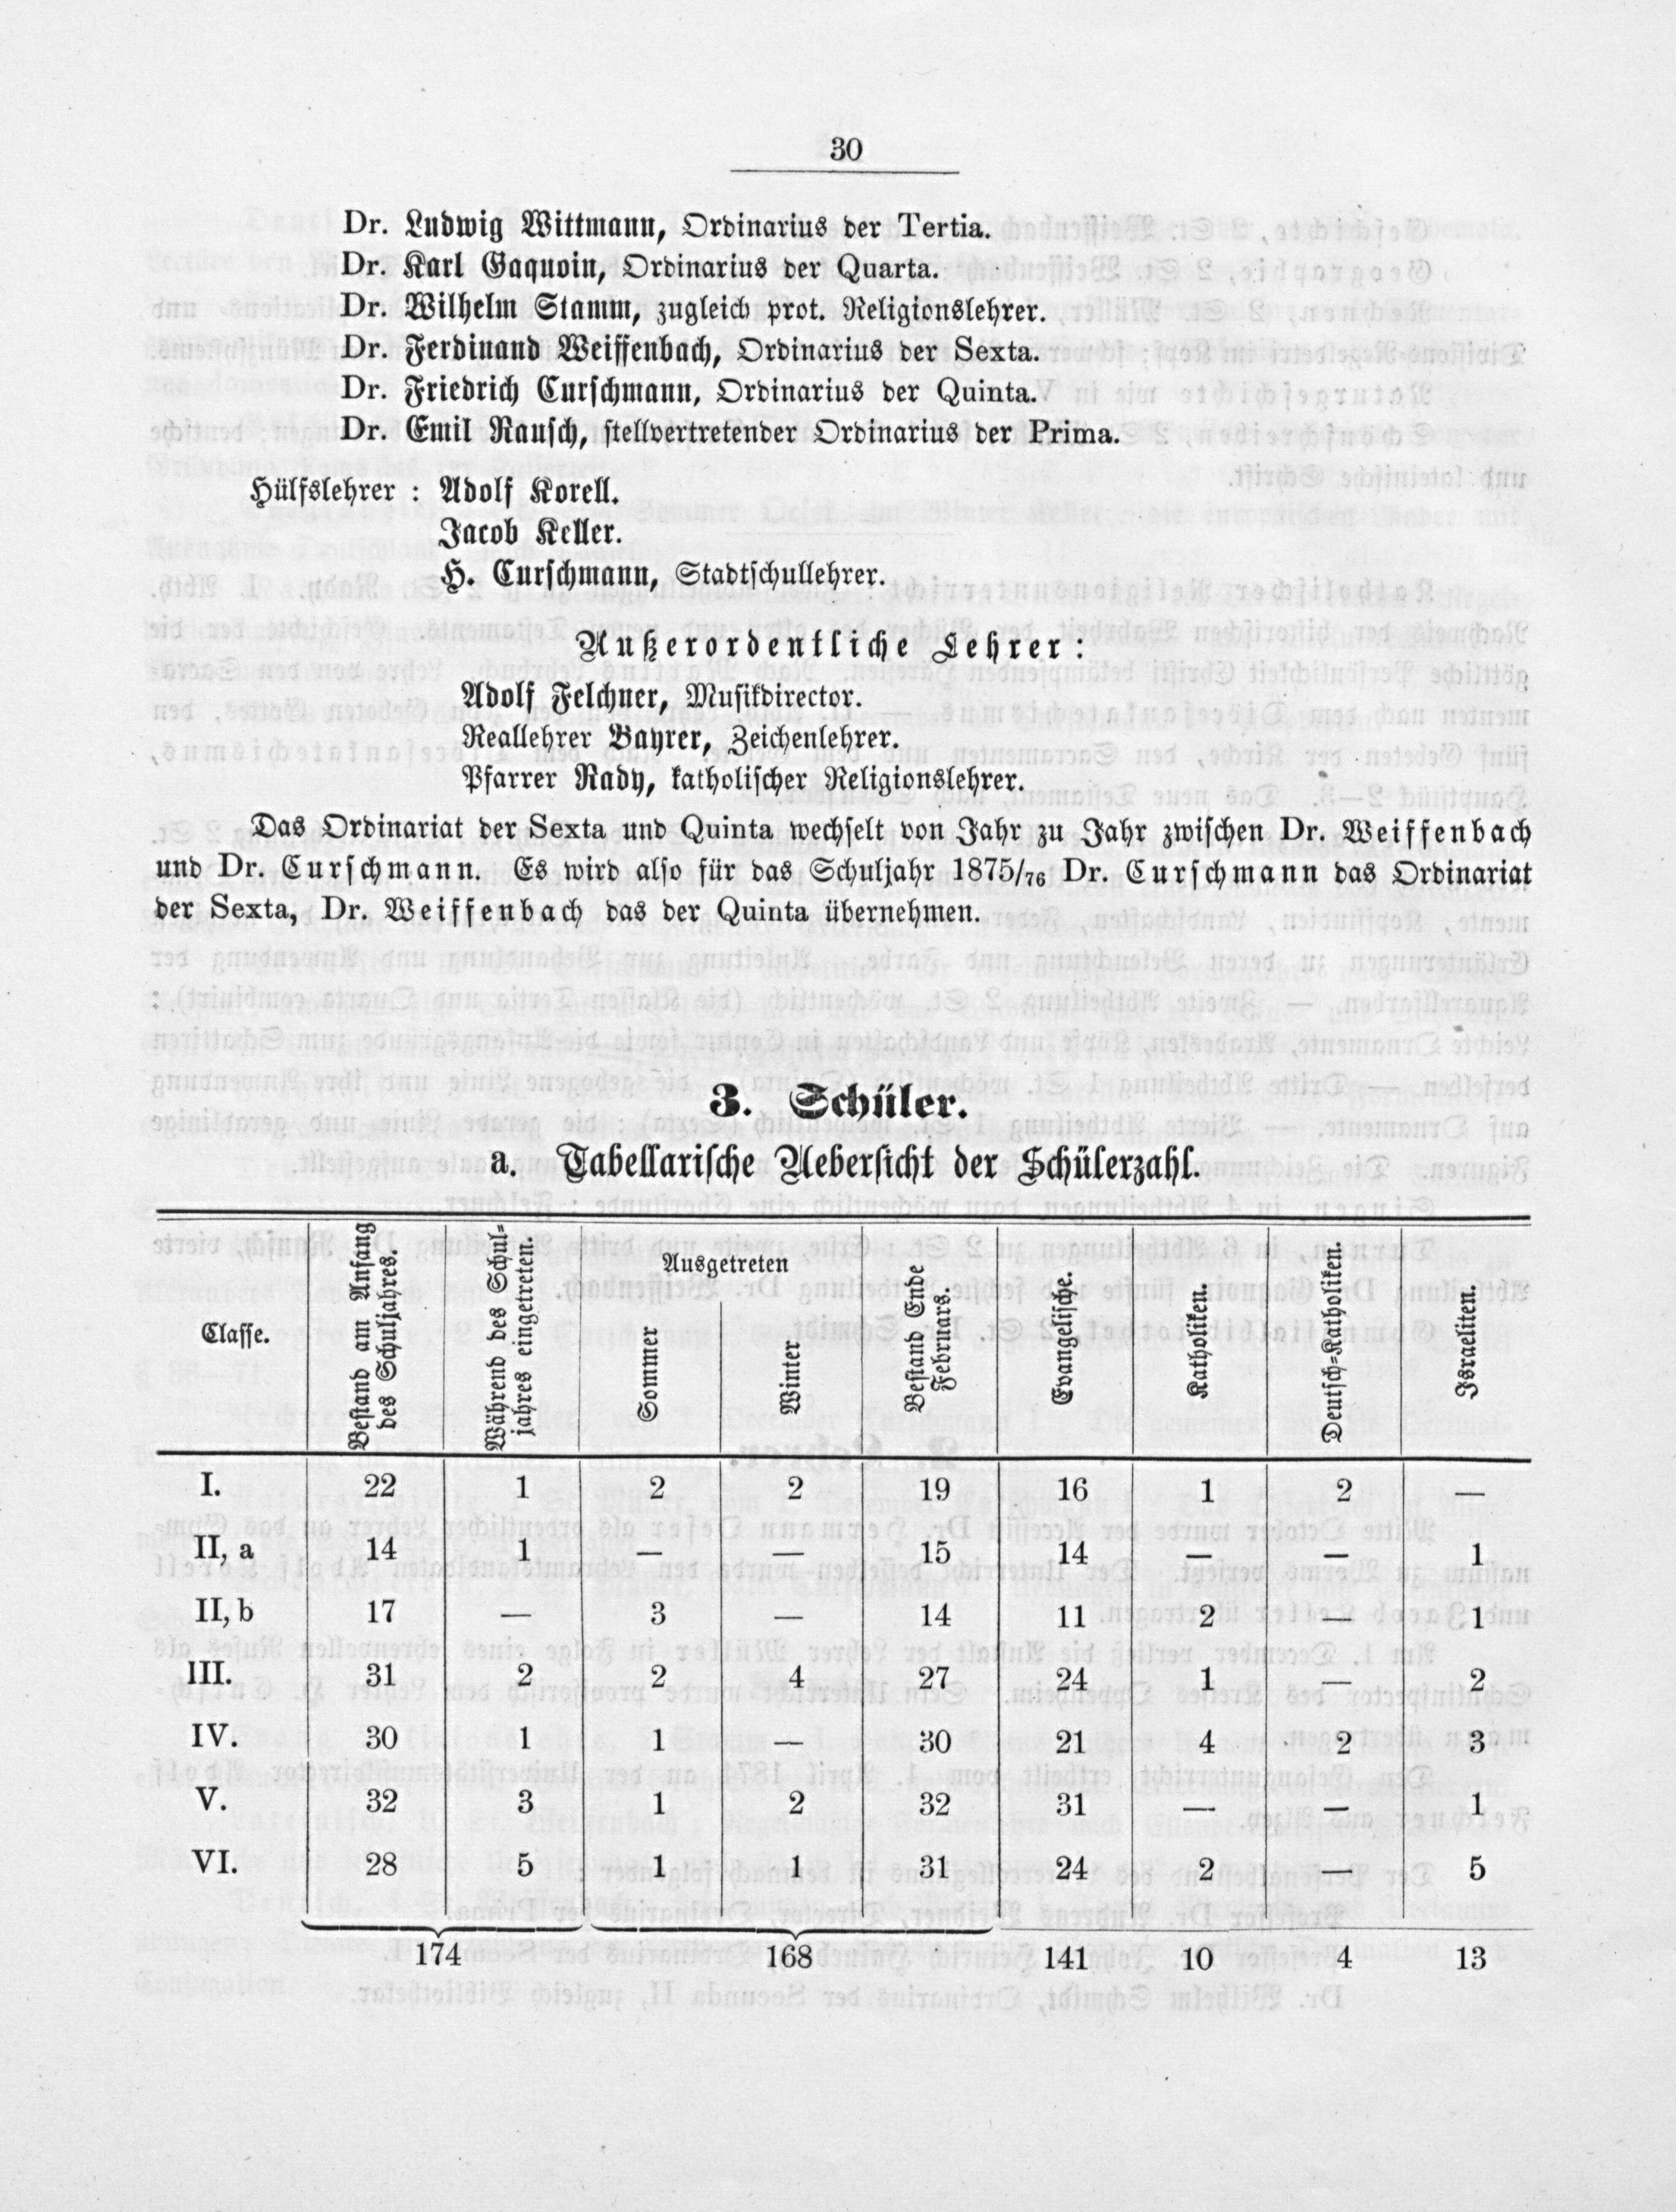 30
Dr. Ludwig Wittmann, Ordinarius der Tertia.
Dr. Karl Gaquoin, Ordinarius der Quarta.
Dr. Wilhelm Stamm, zugleich prot. Religionslehrer.
Dr. Ferdinand Weiffenbach, Ordinarius der Sexta.
Dr. Friedrich Curschmann, Ordinarius der Quinta.
Dr. Emil Rausch, stellvertretender Ordinarius der Prima.
Hülfslehrer : Adolf Korell.
Jacob Keller.
H. Curschmann, Stadtschullehrer.
Außerordentliche Lehrer :
Adolf Felchner, Musikdirector.
Reallehrer Bayrer, Zeichenlehrer.
Pfarrer Rady, katholischer Religionslehrer.
Das Ordinariat der Sexta und Quinta wechselt von Jahr zu Jahr zwischen Dr. Weiffenbach
und Dr. Curschmann. Es wird also für das Schuljahr 1875/76 Dr. Curschmann das Ordinariat
der Sexta, Dr. Weiffenbach das der Quinta übernehmen.
3. Schüler.
a. Tabellarische Uebersicht der Schülerzahl.
Classe.
Bestand am Anfang
des Schuljahres.
Während des Schul-
jahres eingetreten.
Ausgetreten
Sommer
Winter
Bestand Ende
Februars.
Evangelische.
Katholiken.
Deutsch-Katholiken.
Israeliten.
I. 22 1 2 2 19 16 1 2 —
II, a 14 1 — — 15 14 — — 1
II, b 17 — 3 — 14 11 2 — 1
III. 31 2 2 4 27 24 1 — 2
IV. 30 1 1 — 30 21 4 2 3
V. 32 3 1 2 32 31 — — 1
VI. 28 5 1 1 31 24 2 — 5
174 168 141 10 4 13